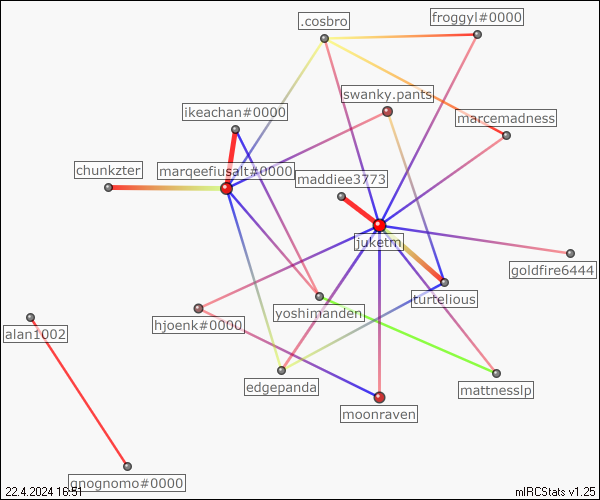 .cosbro
froggyl#0000
swanky.pants
ikeachan#0000
marcemadness
chunkzter
marqeefiusalt#0000
maddiee3773
juketm
goldfire6444
turtelious
yoshimanden
hjoenk#0000
alan1002
edgepanda
mattnesslp
moonraven
gnognomo#0000
22.4.2024 16:51
mIRCStats v1.25